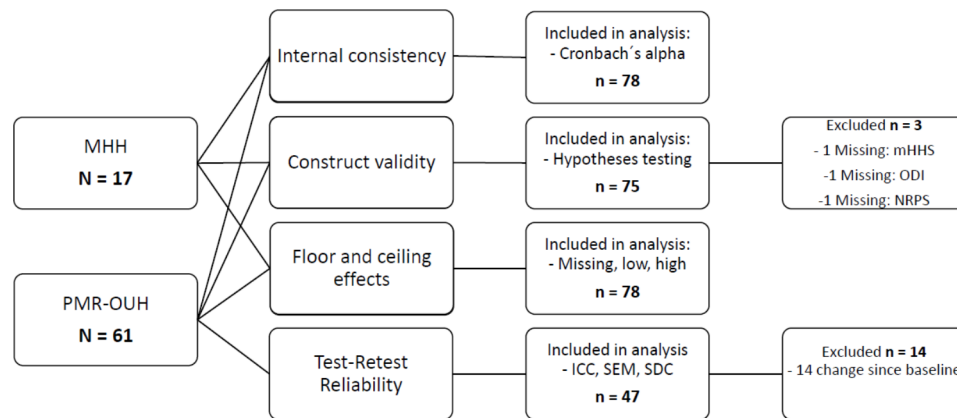 MHH
N = 17
PMR-OUH
N = 61
Internal consistency
Construct validity
Floor and ceiling
effects
Test-Retest
Reliability
Included in analysis:
- Cronbach´s alpha
n = 78
Included in analysis:
- Hypotheses testing
n = 75
Included in analysis:
- Missing, low, high
n = 78
Included in analysis
- ICC, SEM, SDC
n = 47
Excluded n = 3
- 1 Missing: mHHS
-1 Missing: ODI
-1 Missing: NRPS
Excluded n = 14
- 14 change since baseline